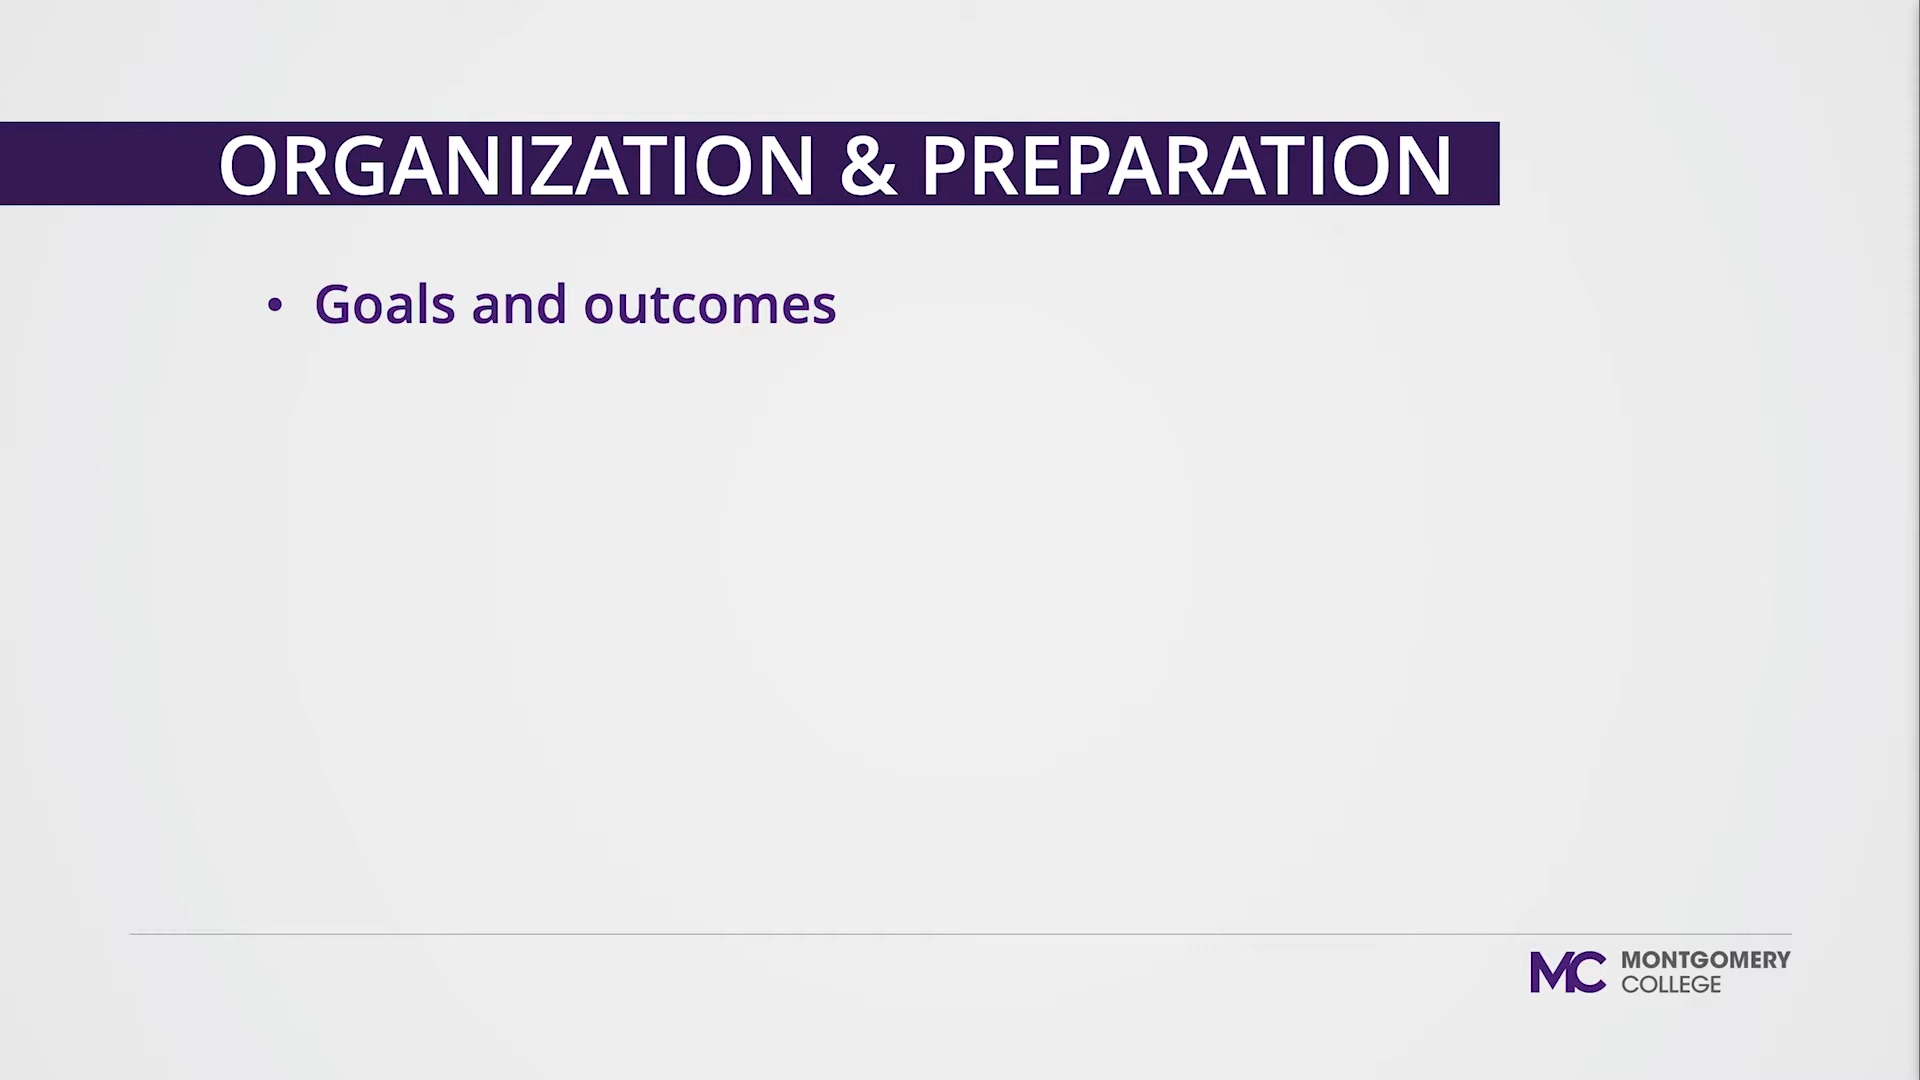 ORGANIZATION & PREPARATION
• Goals and outcomes
MC MONTGOMERY
COLLEGE